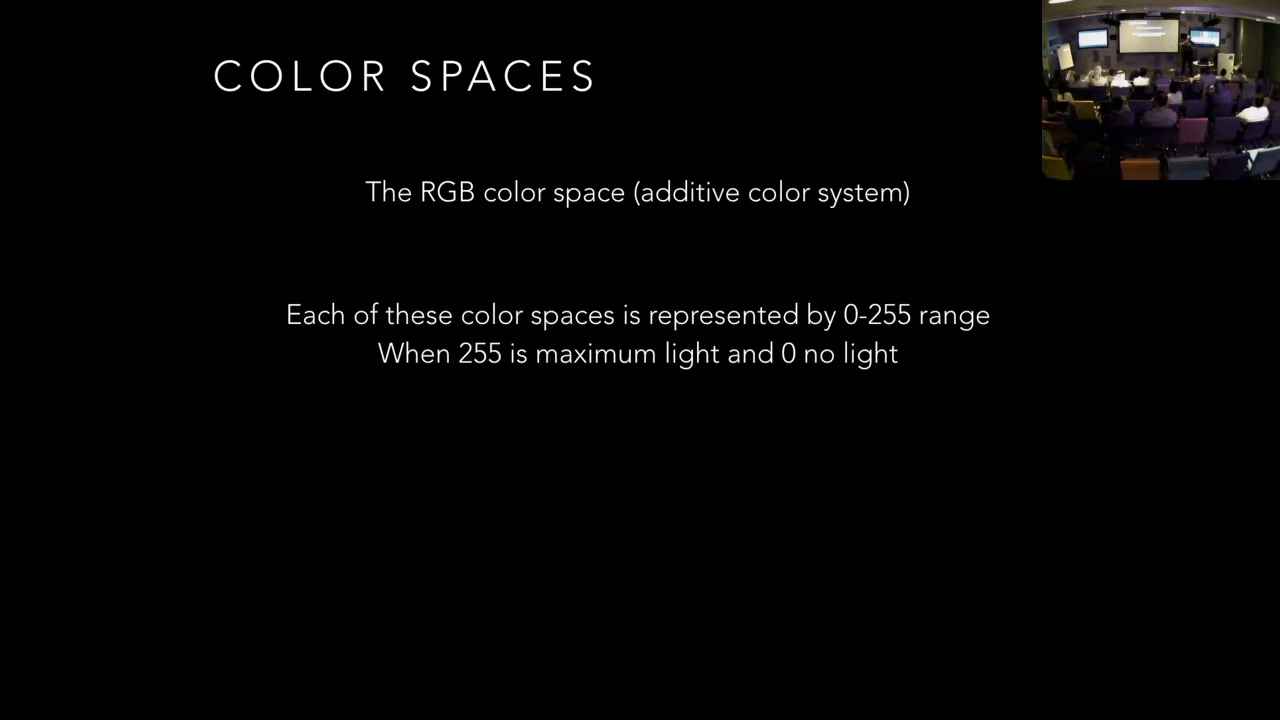 COLOR SPACES
The RGB color space (additive color system)
Each of these color spaces is represented by 0-255 range
When 255 is maximum light and 0 no light